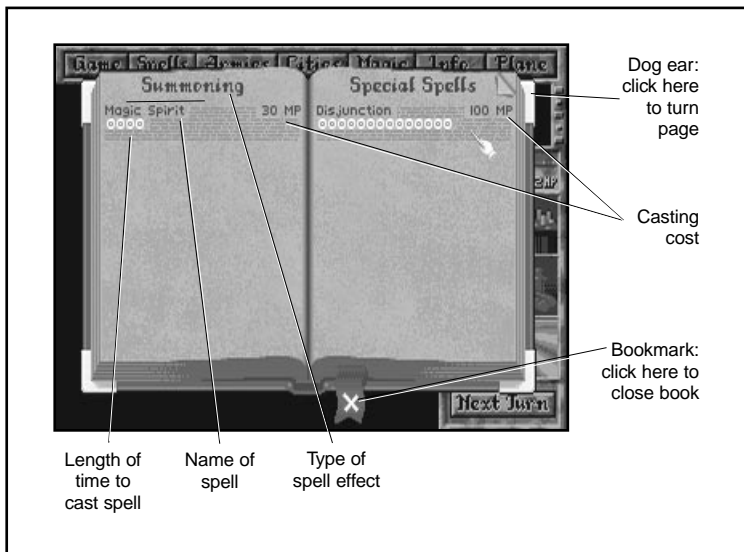 Game Spells Armies Cities Magic Info Plane
Summoning
Magic Spirit 30 MP
Special Spells
Disjunction 100 MP
Next Turn
Dog ear:
click here
to turn
page
Casting
cost
Bookmark:
click here to
close book
Length of
time to
cast spell
Name of
spell
Type of
spell effect